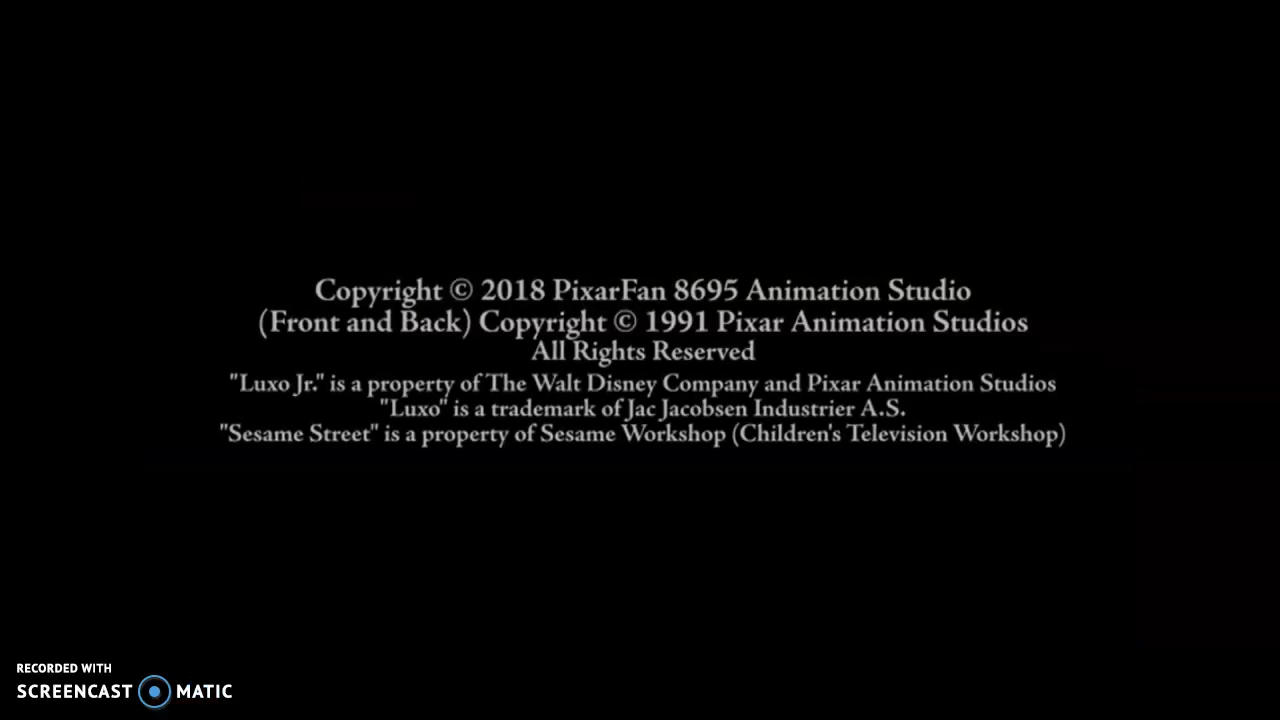 Copyright © 2018 PixarFan 8695 Animation Studio
(Front and Back) Copyright © 1991 Pixar Animation Studios
All Rights Reserved
"Luxo Jr." is a property of The Walt Disney Company and Pixar Animation Studios
"Luxo" is a trademark of Jac Jacobsen Industrier A.S.
"Sesame Street" is a property of Sesame Workshop (Children's Television Workshop)
RECORDED WITH
SCREENCAST MATIC